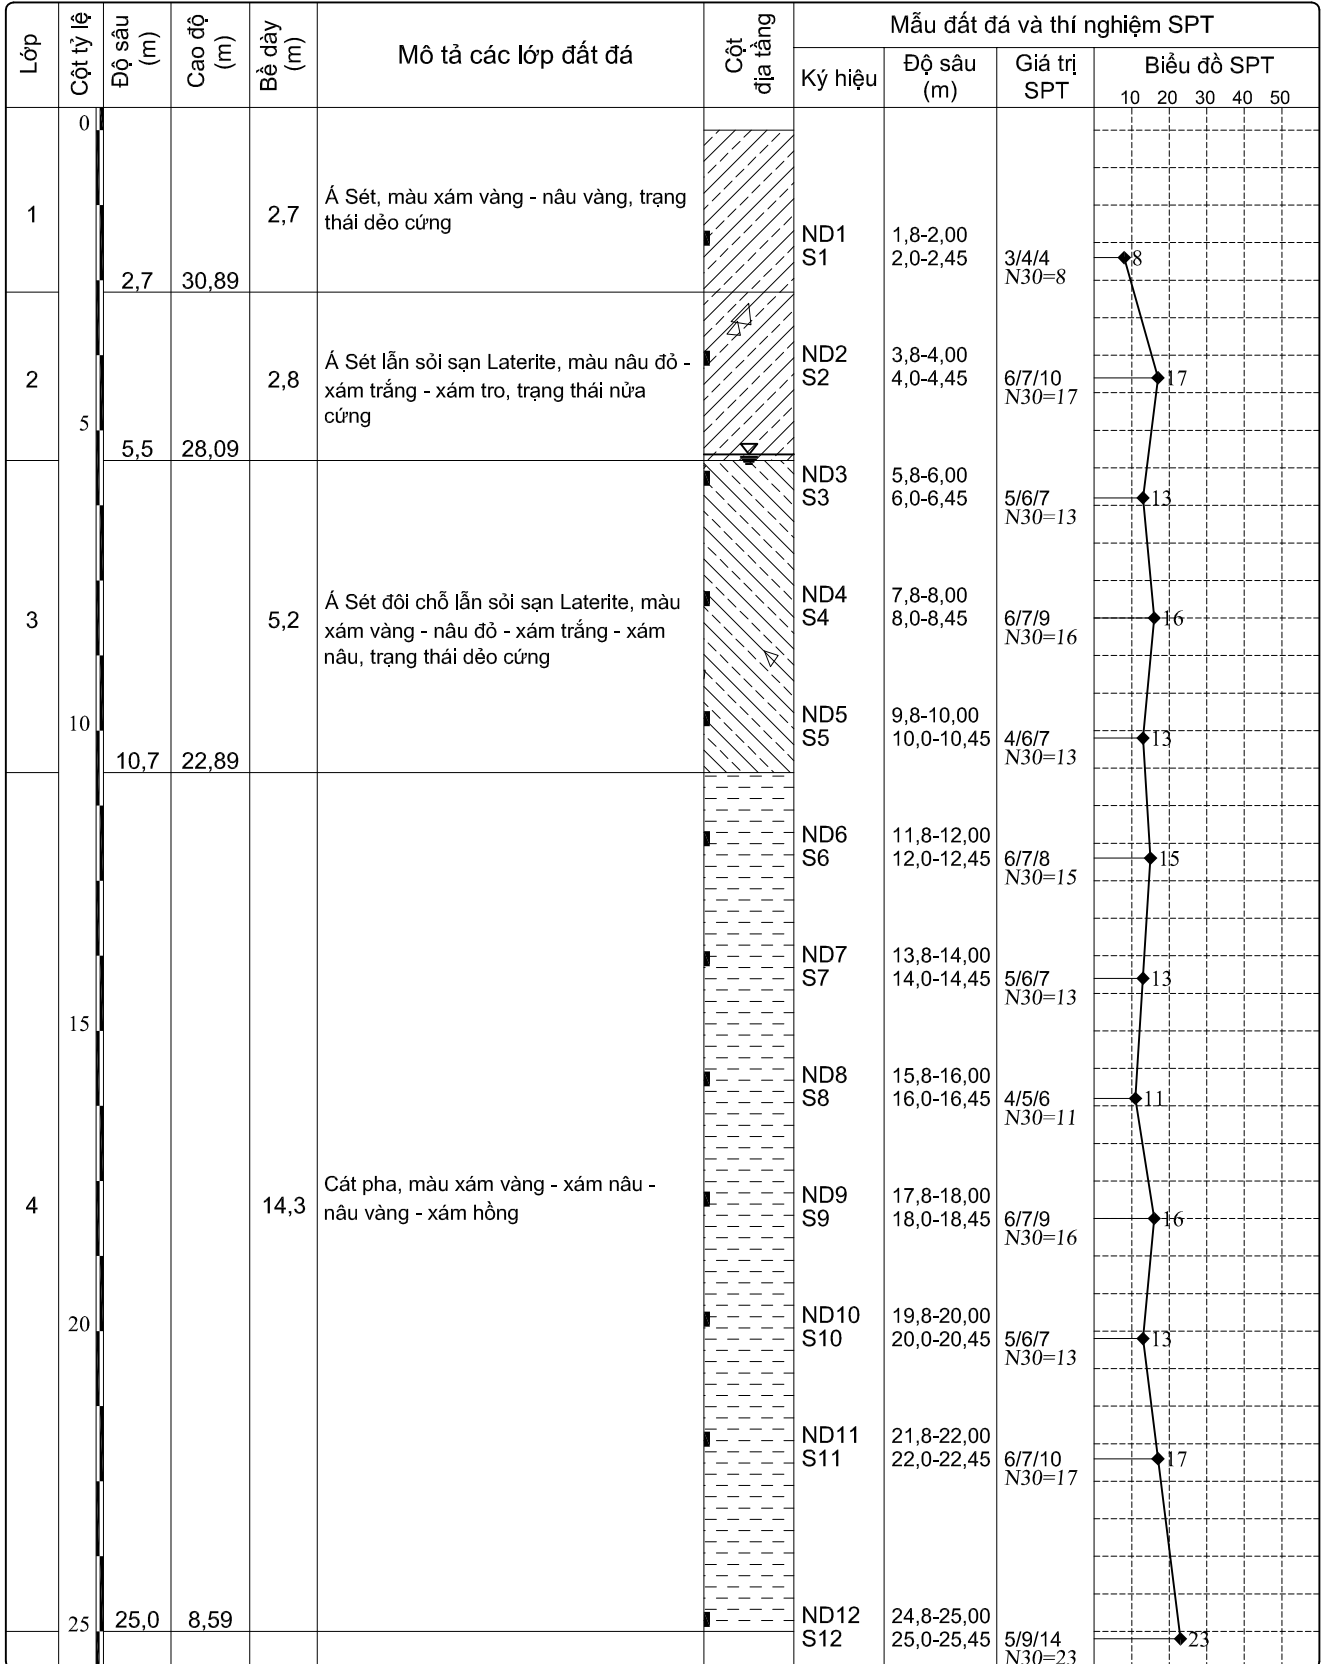 Lớp
Cột tỷ lệ
Độ sâu
(m)
Cao độ
(m)
Bề dày
(m)
Mô tả các lớp đất đá
Cột
địa tầng
Mẫu đất đá và thí nghiệm SPT
Ký hiệu
Độ sâu
(m)
Giá trị
SPT
Biểu đồ SPT
10 20 30 40 50
0
1
2,7
Á Sét, màu xám vàng - nâu vàng, trạng
thái dẻo cứng
ND1 1,8-2,00
S1 2,0-2,45 3/4/4 8
N30=8
2,7 30,89
2
2,8
Á Sét lẫn sỏi sạn Laterite, màu nâu đỏ -
xám trắng - xám tro, trạng thái nửa
cứng
ND2 3,8-4,00
S2 4,0-4,45 6/7/10 17
N30=17
5
5,5 28,09
ND3 5,8-6,00
S3 6,0-6,45 5/6/7 13
N30=13
3
5,2
Á Sét đôi chỗ lẫn sỏi sạn Laterite, màu
xám vàng - nâu đỏ - xám trắng - xám
nâu, trạng thái dẻo cứng
ND4 7,8-8,00
S4 8,0-8,45 6/7/9 16
N30=16
10
ND5 9,8-10,00
S5 10,0-10,45 4/6/7 13
N30=13
10,7 22,89
ND6 11,8-12,00
S6 12,0-12,45 6/7/8 15
N30=15
ND7 13,8-14,00
S7 14,0-14,45 5/6/7 13
N30=13
15
ND8 15,8-16,00
S8 16,0-16,45 4/5/6 11
N30=11
4
14,3
Cát pha, màu xám vàng - xám nâu -
nâu vàng - xám hồng
ND9 17,8-18,00
S9 18,0-18,45 6/7/9 16
N30=16
20
ND10 19,8-20,00
S10 20,0-20,45 5/6/7 13
N30=13
ND11 21,8-22,00
S11 22,0-22,45 6/7/10 17
N30=17
25
25,0 8,59
ND12 24,8-25,00
S12 25,0-25,45 5/9/14 23
N30=23